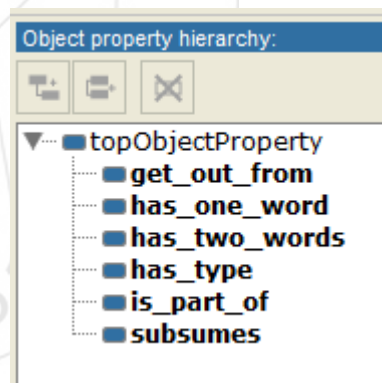 Object property hierarchy:
topObjectProperty
get_out_from
has_one_word
has_two_words
has_type
is_part_of
subsumes